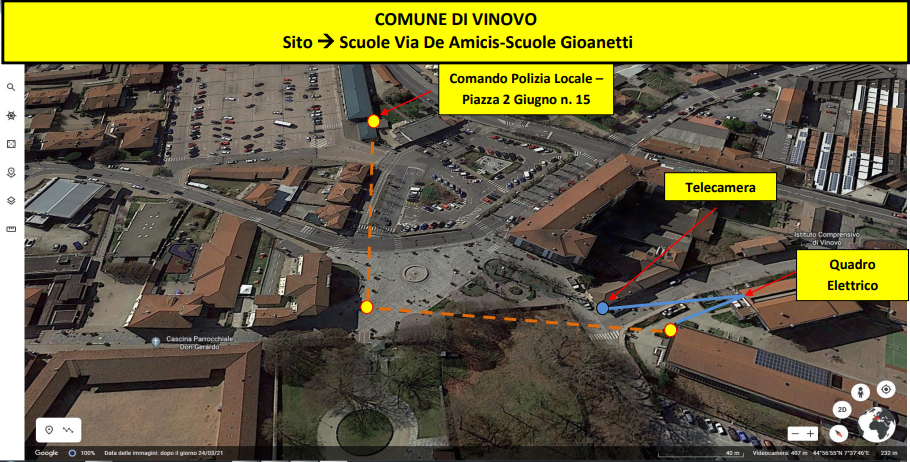 COMUNE DI VINOVO
Sito → Scuole Via De Amicis-Scuole Gioanetti
Comando Polizia Locale –
Piazza 2 Giugno n. 15
Telecamera
Istituto Comprensivo
di Vinovo
Quadro
Elettrico
Cascina Parrocchiale
Don Gerardo
2D
Google 100% Data delle immagini: dopo il giorno 24/03/21 40 m Videocamera: 407 m 44°56'55"N 7°37'46"E 232 m